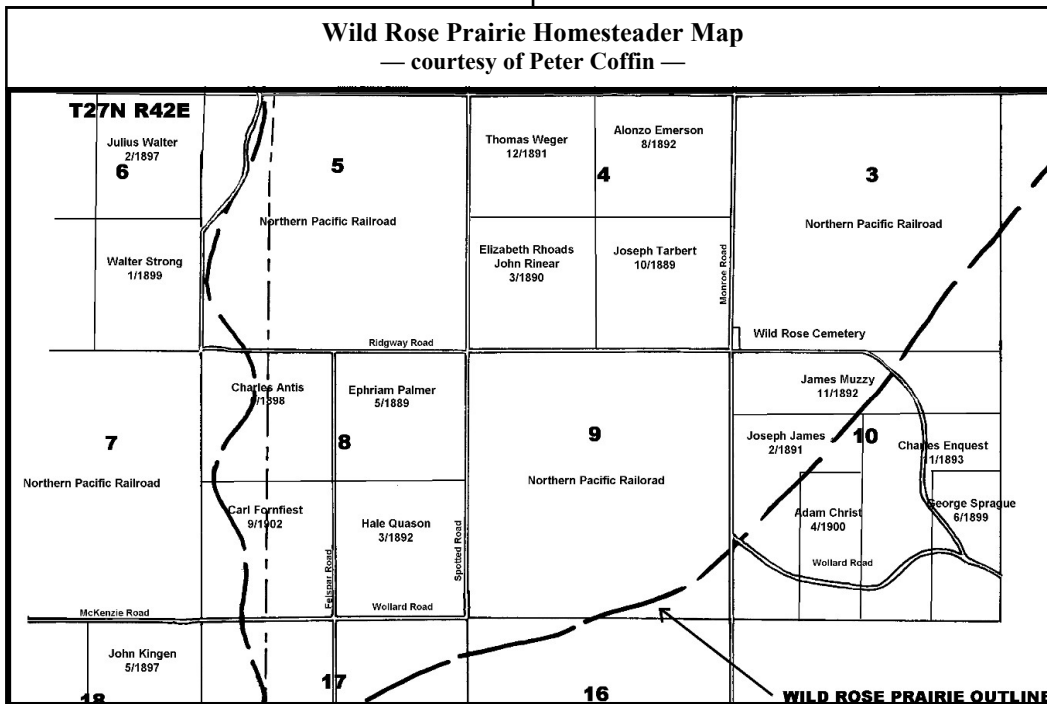 Wild Rose Prairie Homesteader Map
— courtesy of Peter Coffin —
T27N R42E
Julius Walter
2/1897
6
5
Northern Pacific Railroad
Thomas Weger
12/1891
Alonzo Emerson
8/1892
4
3
Northern Pacific Railroad
Walter Strong
1/1899
Elizabeth Rhoads
John Rinear
3/1890
Joseph Tarbert
10/1889
Monroe Road
Ridgway Road
Wild Rose Cemetery
Charles Antis
/1898
Ephriam Palmer
5/1889
James Muzzy
11/1892
7
Northern Pacific Railroad
8
9
Northern Pacific Railorad
Joseph James
2/1891
10
Charles Enquest
11/1893
Carl Fornfiest
9/1902
Hale Quason
3/1892
Adam Christ
4/1900
George Sprague
6/1899
Felspar Road
Spotted Road
Wollard Road
McKenzie Road
Wollard Road
John Kingen
5/1897
18
17
16
WILD ROSE PRAIRIE OUTLINE